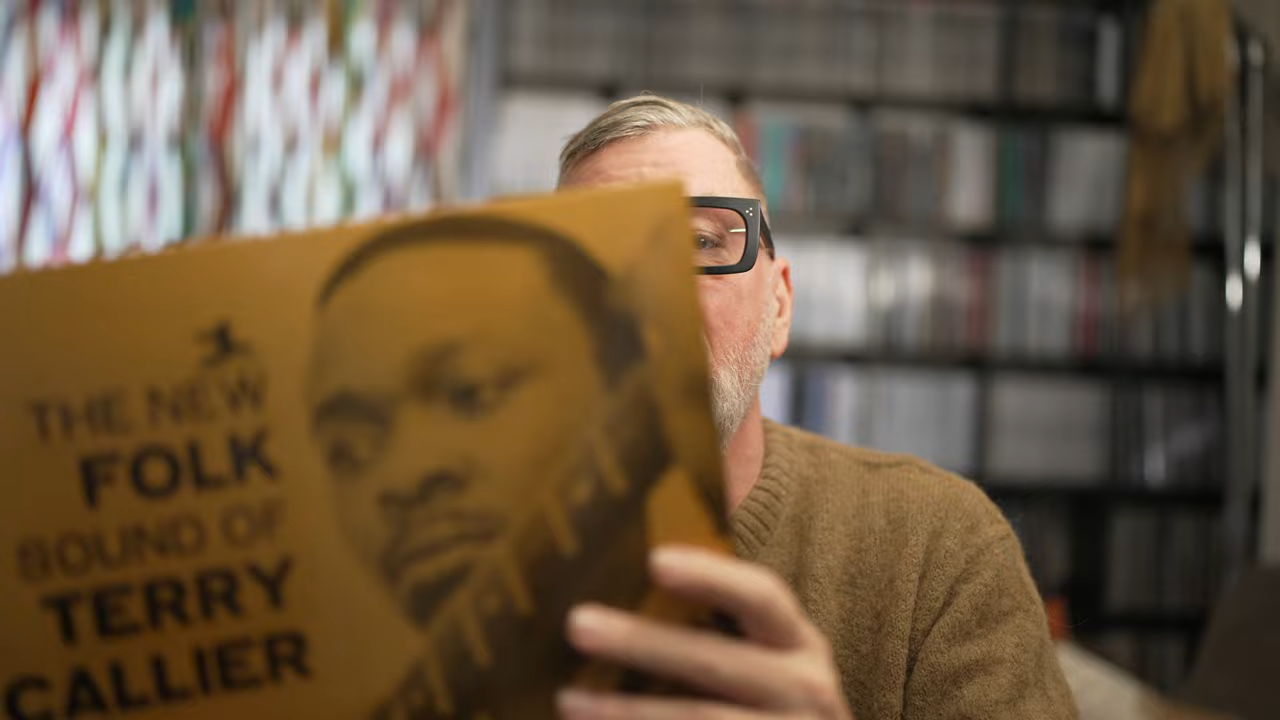 THE NEW
FOLK
SOUND OF
TERRY
CALLIER